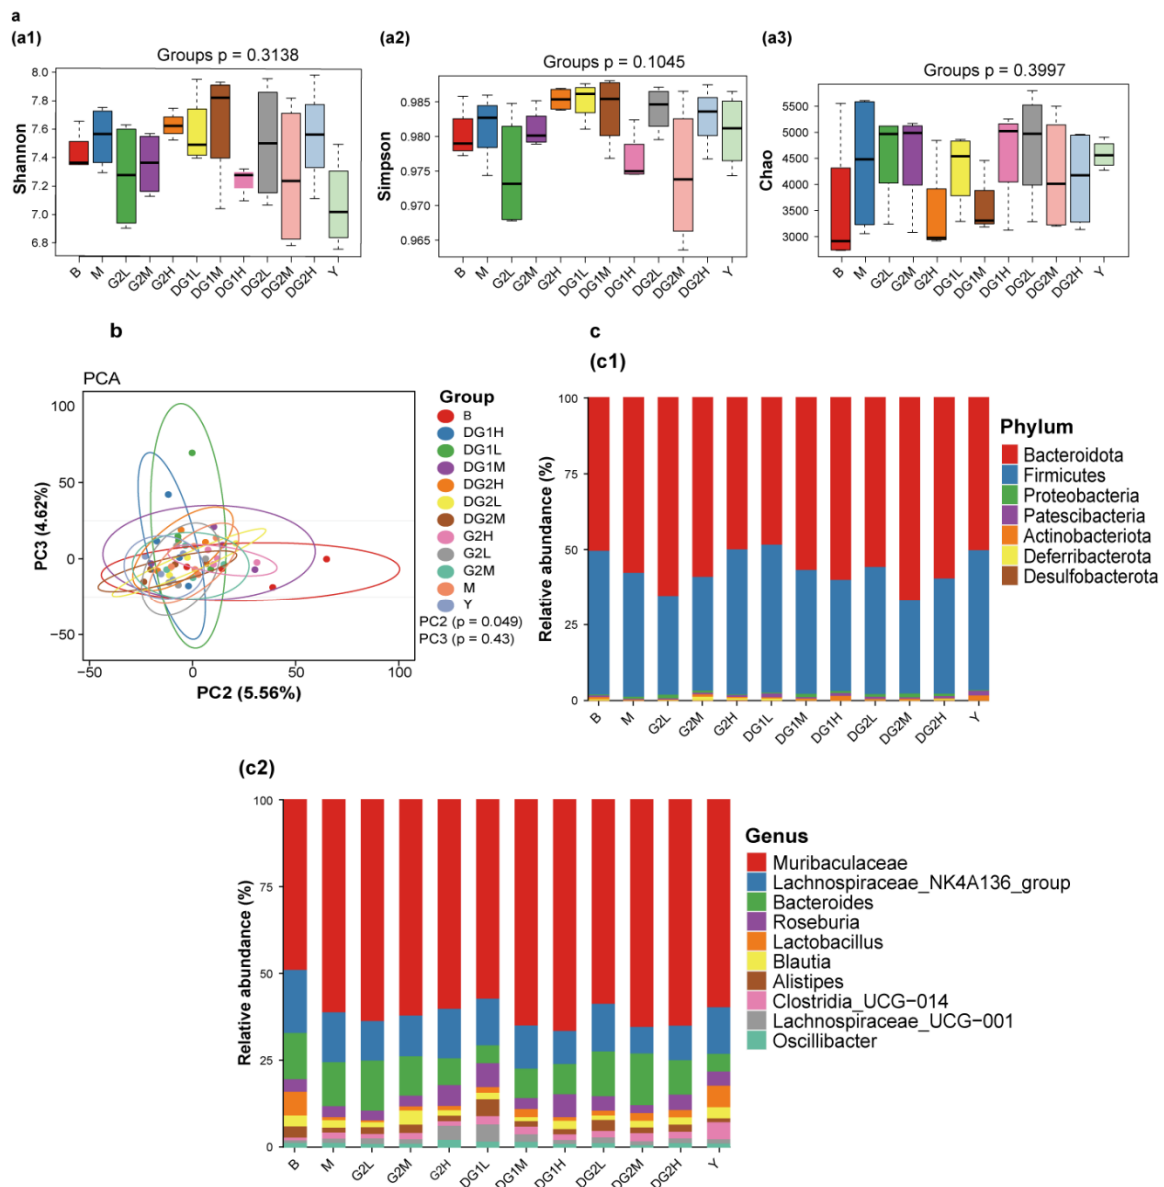 a
(a1)
Groups p = 0.3138
Shannon
8.0
7.8
7.6
7.4
7.2
7.0
6.8
B
M
G2L
G2M
G2H
DG1L
DG1M
DG1H
DG2L
DG2M
DG2H
Y
(a2)
Groups p = 0.1045
Simpson
0.985
0.980
0.975
0.970
0.965
B
M
G2L
G2M
G2H
DG1L
DG1M
DG1H
DG2L
DG2M
DG2H
Y
(a3)
Groups p = 0.3997
Chao
5500
5000
4500
4000
3500
3000
B
M
G2L
G2M
G2H
DG1L
DG1M
DG1H
DG2L
DG2M
DG2H
Y
b
PCA
PC3 (4.62%)
100
50
0
−50
−50
0
50
100
PC2 (5.56%)
Group
B
DG1H
DG1L
DG1M
DG2H
DG2L
DG2M
G2H
G2L
G2M
M
Y
PC2 (p = 0.049)
PC3 (p = 0.43)
c
(c1)
Relative abundance (%)
100
75
50
25
0
B
M
G2L
G2M
G2H
DG1L
DG1M
DG1H
DG2L
DG2M
DG2H
Y
Phylum
Bacteroidota
Firmicutes
Proteobacteria
Patescibacteria
Actinobacteriota
Deferribacterota
Desulfobacterota
(c2)
Relative abundance (%)
100
75
50
25
0
B
M
G2L
G2M
G2H
DG1L
DG1M
DG1H
DG2L
DG2M
DG2H
Y
Genus
Muribaculaceae
Lachnospiraceae_NK4A136_group
Bacteroides
Roseburia
Lactobacillus
Blautia
Alistipes
Clostridia_UCG−014
Lachnospiraceae_UCG−001
Oscillibacter